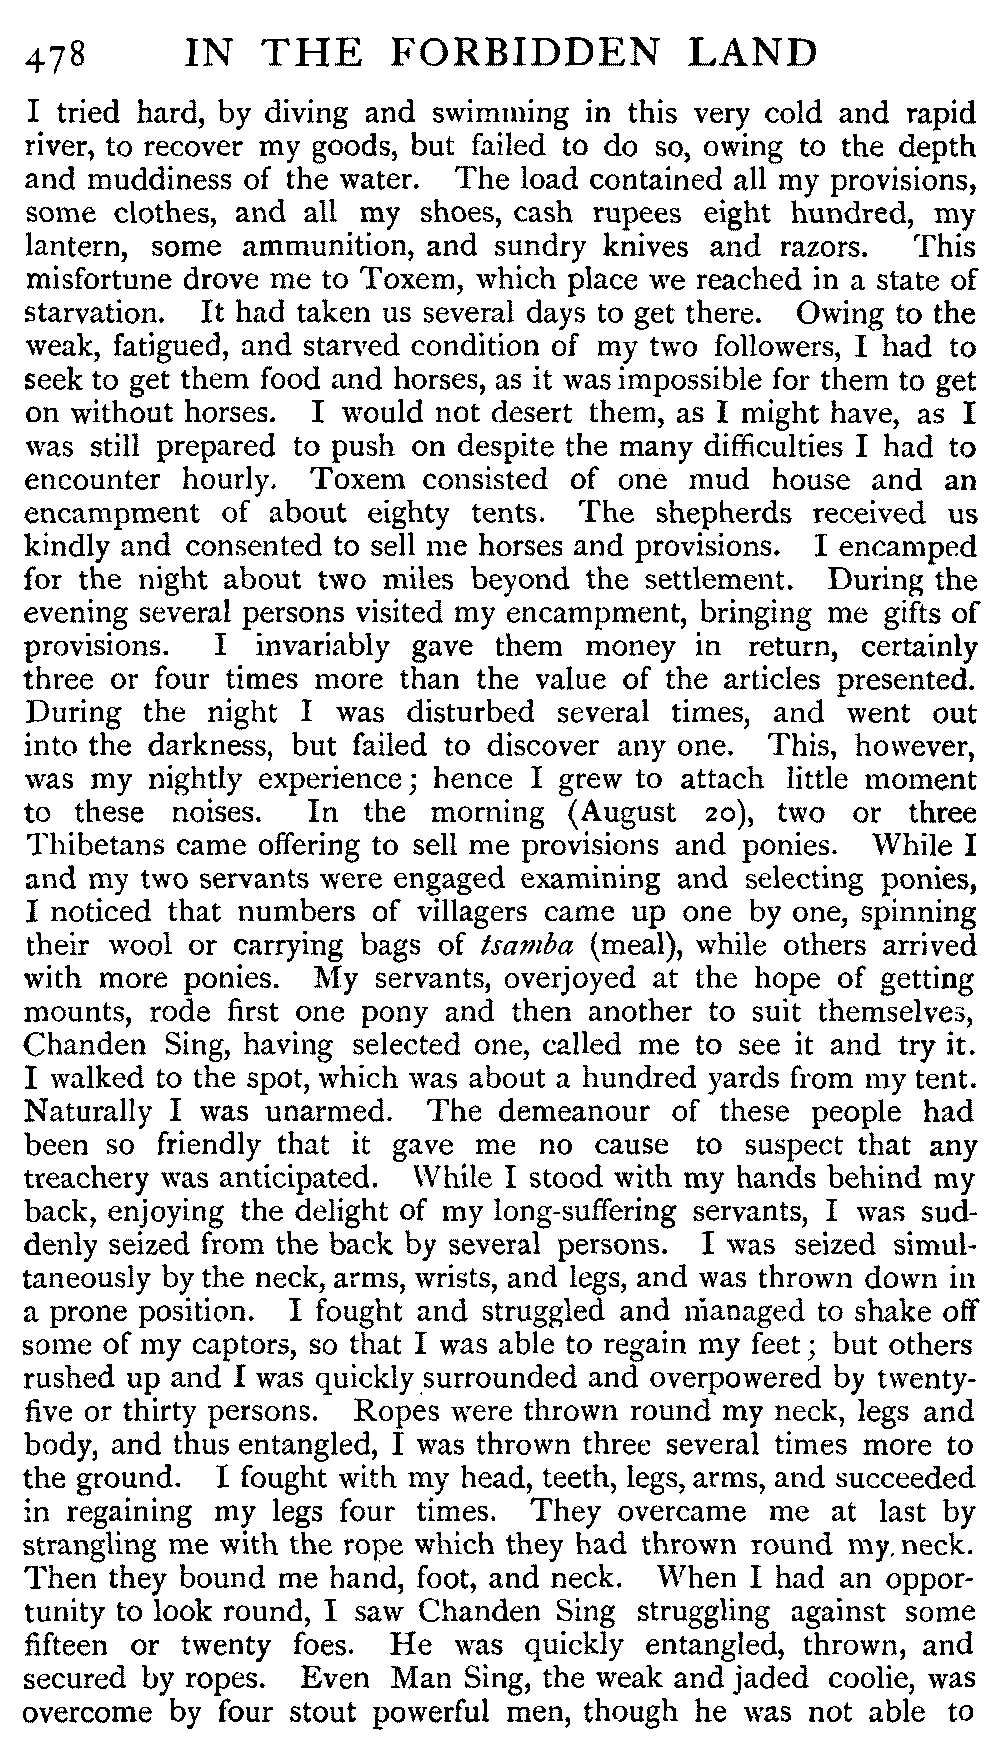 478 IN THE FORBIDDEN LAND
I tried hard, by diving and swimming in this very cold and rapid
river, to recover my goods, but failed to do so, owing to the depth
and muddiness of the water. The load contained all my provisions,
some clothes, and all my shoes, cash rupees eight hundred, my
lantern, some ammunition, and sundry knives and razors. This
misfortune drove me to Toxem, which place we reached in a state of
starvation. It had taken us several days to get there. Owing to the
weak, fatigued, and starved condition of my two followers, I had to
seek to get them food and horses, as it was impossible for them to get
on without horses. I would not desert them, as I might have, as I
was still prepared to push on despite the many difficulties I had to
encounter hourly. Toxem consisted of one mud house and an
encampment of about eighty tents. The shepherds received us
kindly and consented to sell me horses and provisions. I encamped
for the night about two miles beyond the settlement. During the
evening several persons visited my encampment, bringing me gifts of
provisions. I invariably gave them money in return, certainly
three or four times more than the value of the articles presented.
During the night I was disturbed several times, and went out
into the darkness, but failed to discover any one. This, however,
was my nightly experience; hence I grew to attach little moment
to these noises. In the morning (August 20), two or three
Thibetans came offering to sell me provisions and ponies. While I
and my two servants were engaged examining and selecting ponies,
I noticed that numbers of villagers came up one by one, spinning
their wool or carrying bags of tsamba (meal), while others arrived
with more ponies. My servants, overjoyed at the hope of getting
mounts, rode first one pony and then another to suit themselves,
Chanden Sing, having selected one, called me to see it and try it.
I walked to the spot, which was about a hundred yards from my tent.
Naturally I was unarmed. The demeanour of these people had
been so friendly that it gave me no cause to suspect that any
treachery was anticipated. While I stood with my hands behind my
back, enjoying the delight of my long-suffering servants, I was sud-
denly seized from the back by several persons. I was seized simul-
taneously by the neck, arms, wrists, and legs, and was thrown down in
a prone position. I fought and struggled and managed to shake off
some of my captors, so that I was able to regain my feet; but others
rushed up and I was quickly surrounded and overpowered by twenty-
five or thirty persons. Ropes were thrown round my neck, legs and
body, and thus entangled, I was thrown three several times more to
the ground. I fought with my head, teeth, legs, arms, and succeeded
in regaining my legs four times. They overcame me at last by
strangling me with the rope which they had thrown round my neck.
Then they bound me hand, foot, and neck. When I had an oppor-
tunity to look round, I saw Chanden Sing struggling against some
fifteen or twenty foes. He was quickly entangled, thrown, and
secured by ropes. Even Man Sing, the weak and jaded coolie, was
overcome by four stout powerful men, though he was not able to